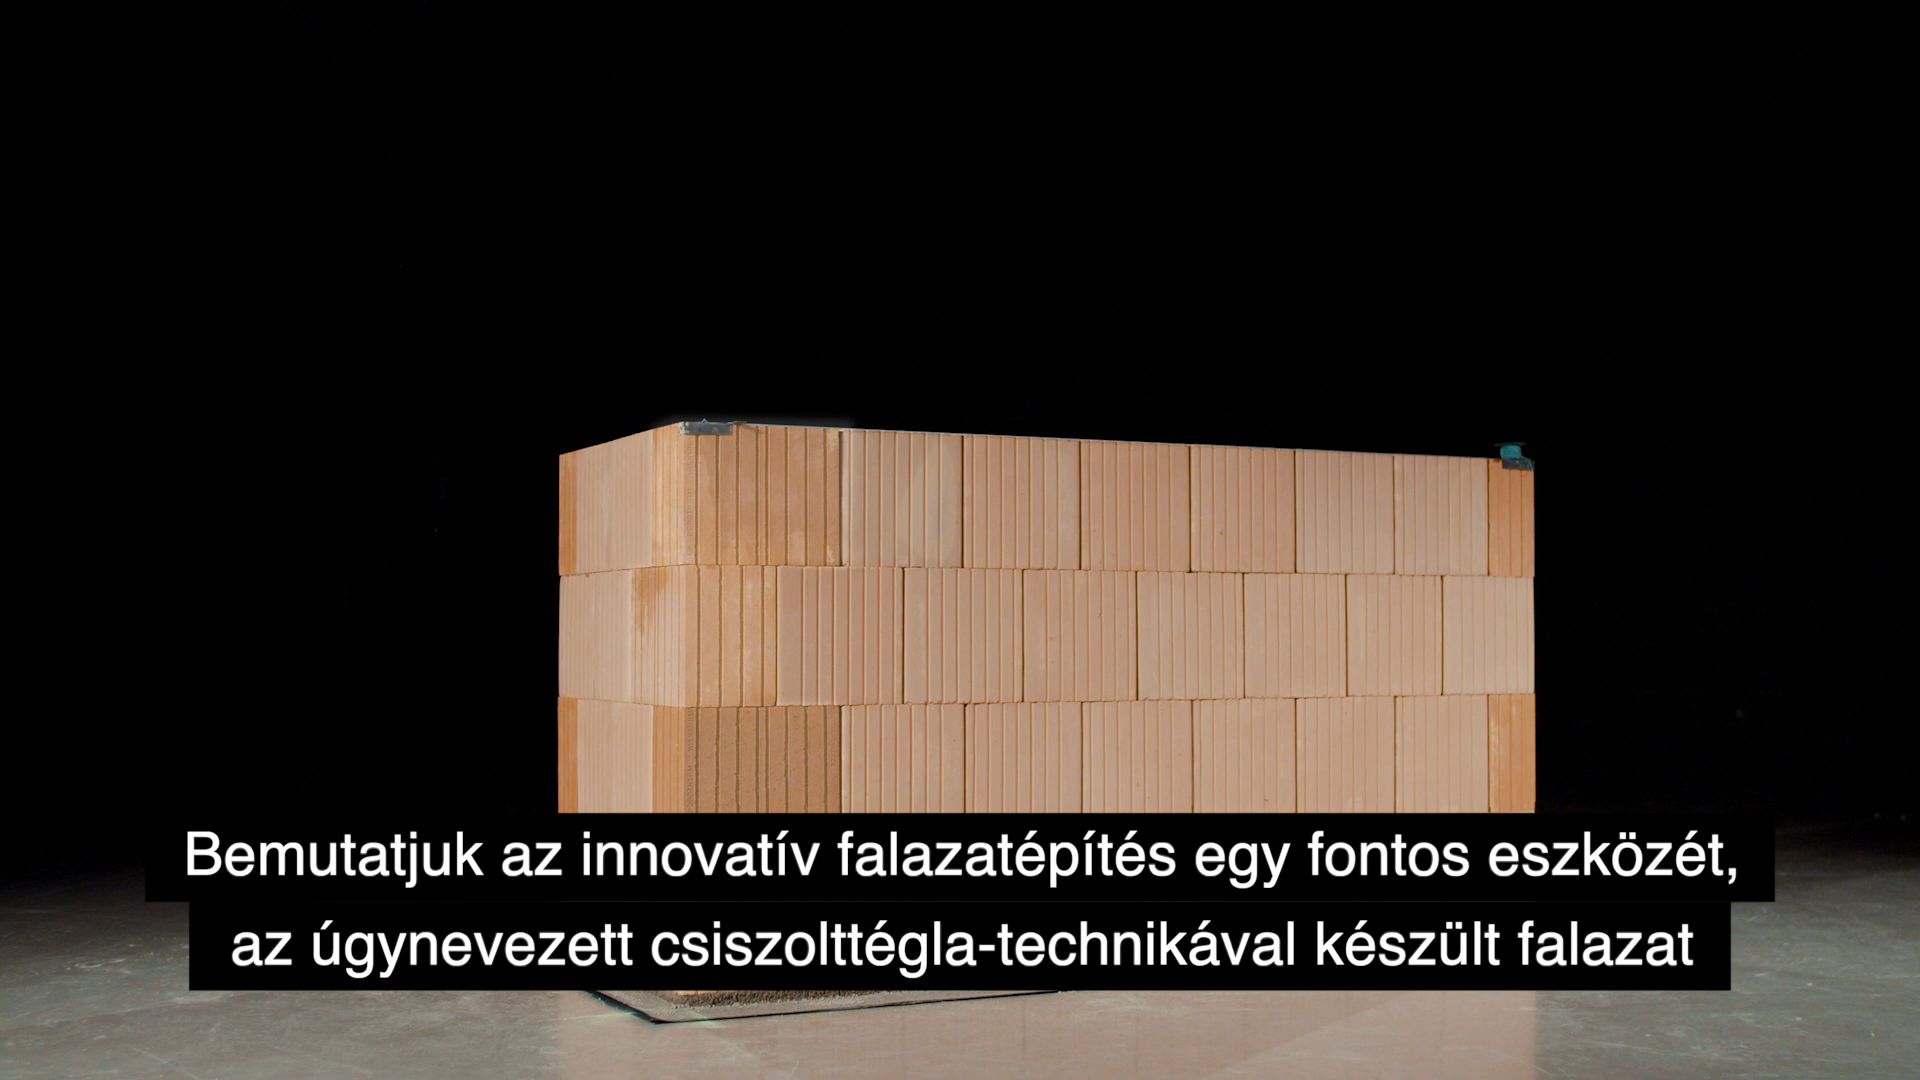 Bemutatjuk az innovatív falazatépítés egy fontos eszközét,
az úgynevezett csiszolttégla-technikával készült falazat